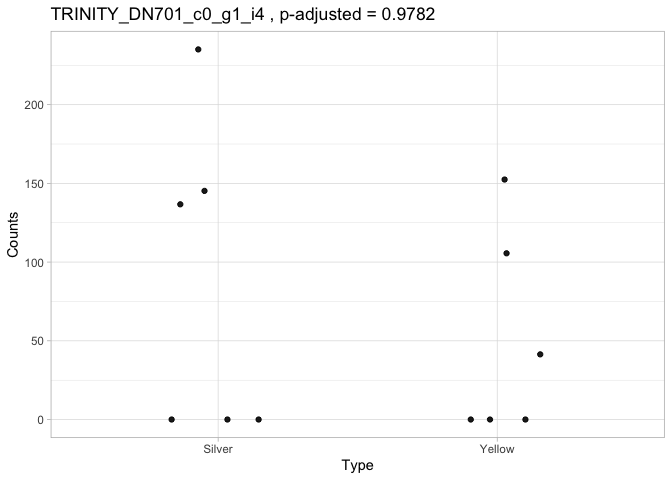 TRINITY_DN701_c0_g1_i4 , p-adjusted = 0.9782
200
150
100
50
0
Counts
Silver
Yellow
Type